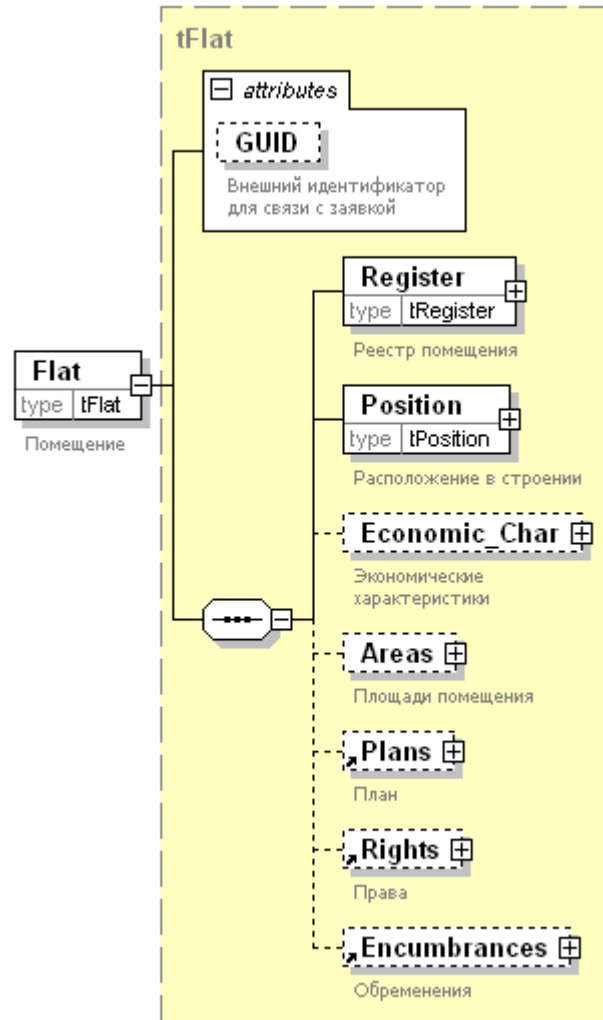 tFlat
attributes
GUID
Внешний идентификатор
для связи с заявкой
Register
type tRegister
Реестр помещения
Flat
type tFlat
Помещение
Position
type tPosition
Расположение в строении
Economic_Char
Экономические
характеристики
Areas
Площади помещения
Plans
План
Rights
Права
Encumbrances
Обременения